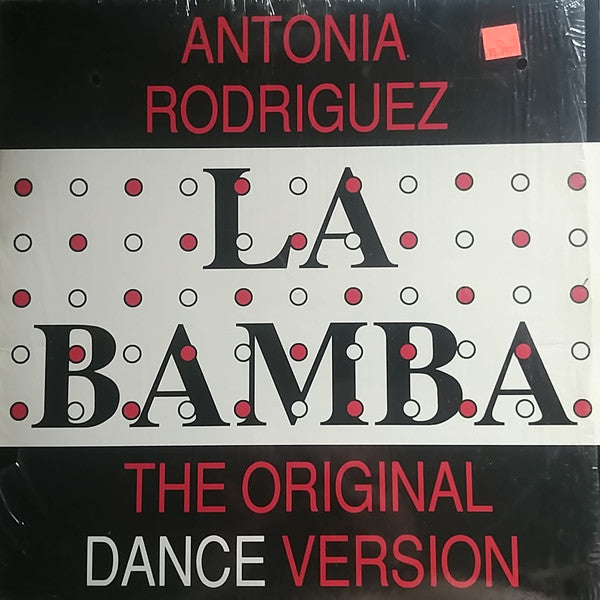 ANTONIA
RODRIGUEZ
LA
BAMBA
THE ORIGINAL
DANCE VERSION